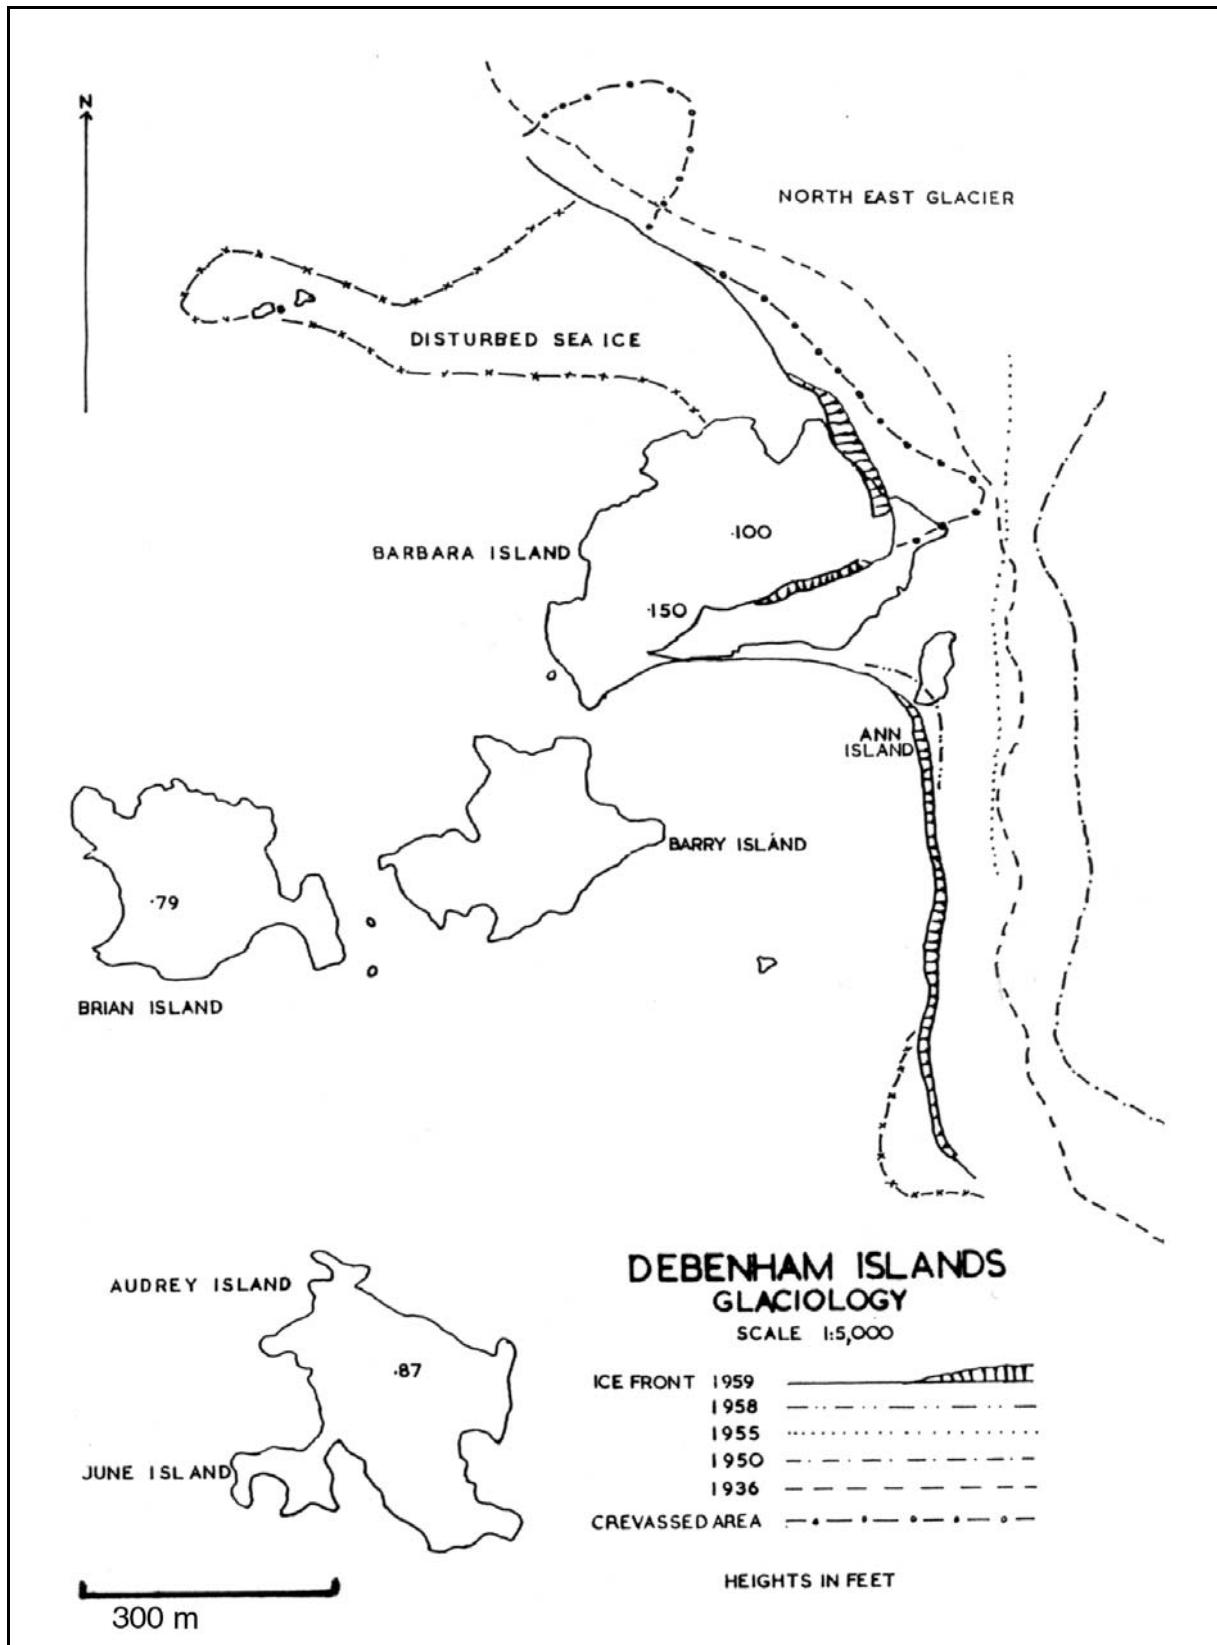 N
NORTH EAST GLACIER
DISTURBED SEA ICE
.100
BARBARA ISLAND
.150
ANN
ISLAND
BARRY ISLAND
.79
BRIAN ISLAND
DEBENHAM ISLANDS
GLACIOLOGY
SCALE 1:5,000
AUDREY ISLAND
.87
ICE FRONT 1959
1958
1955
1950
1936
JUNE ISLAND
CREVASSED AREA
HEIGHTS IN FEET
300 m